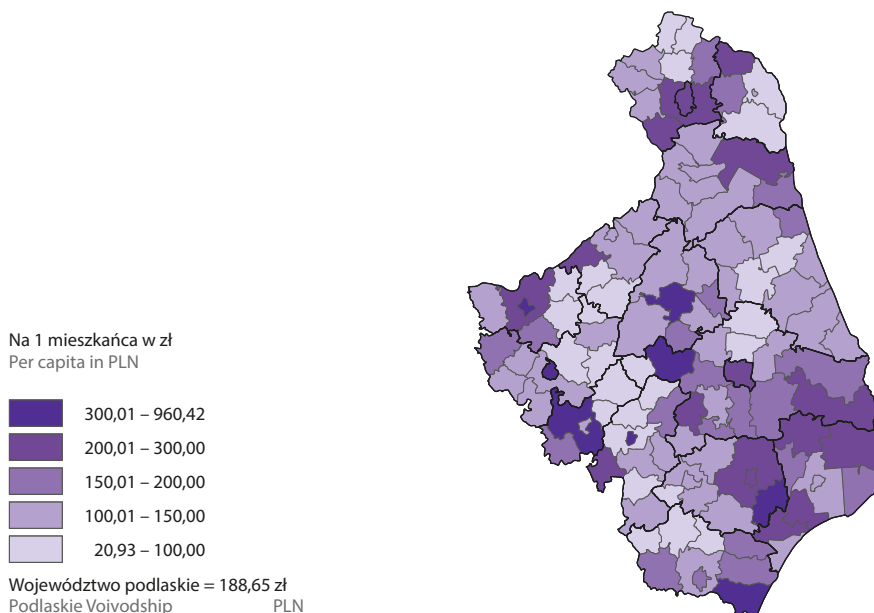 Na 1 mieszkańca w zł
Per capita in PLN
300,01 – 960,42
200,01 – 300,00
150,01 – 200,00
100,01 – 150,00
20,93 – 100,00
Województwo podlaskie = 188,65 zł
Podlaskie Voivodship PLN